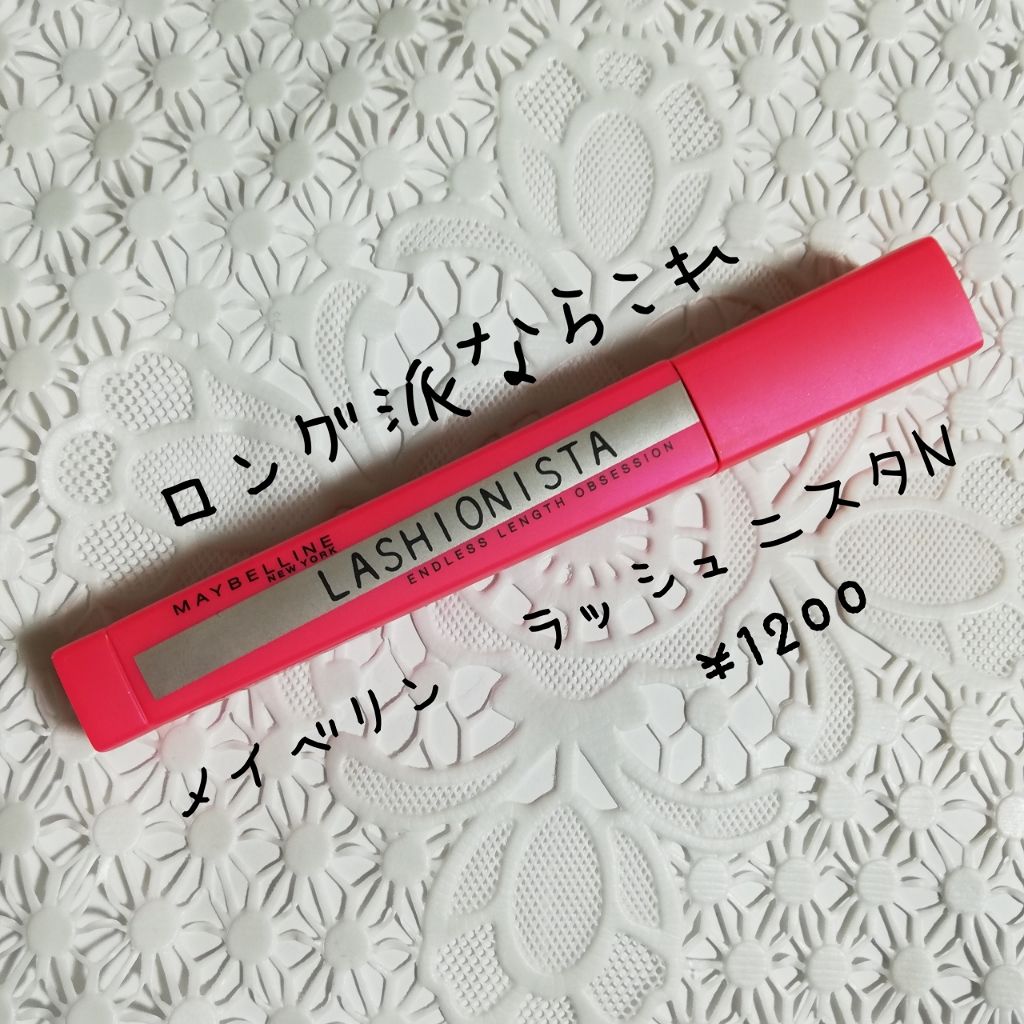 ロング派ならこれ
MAYBELLINE
NEW YORK
LASHIONISTA
ENDLESS LENGTH OBSESSION
メイベリン ラッシュニスタN
¥1200